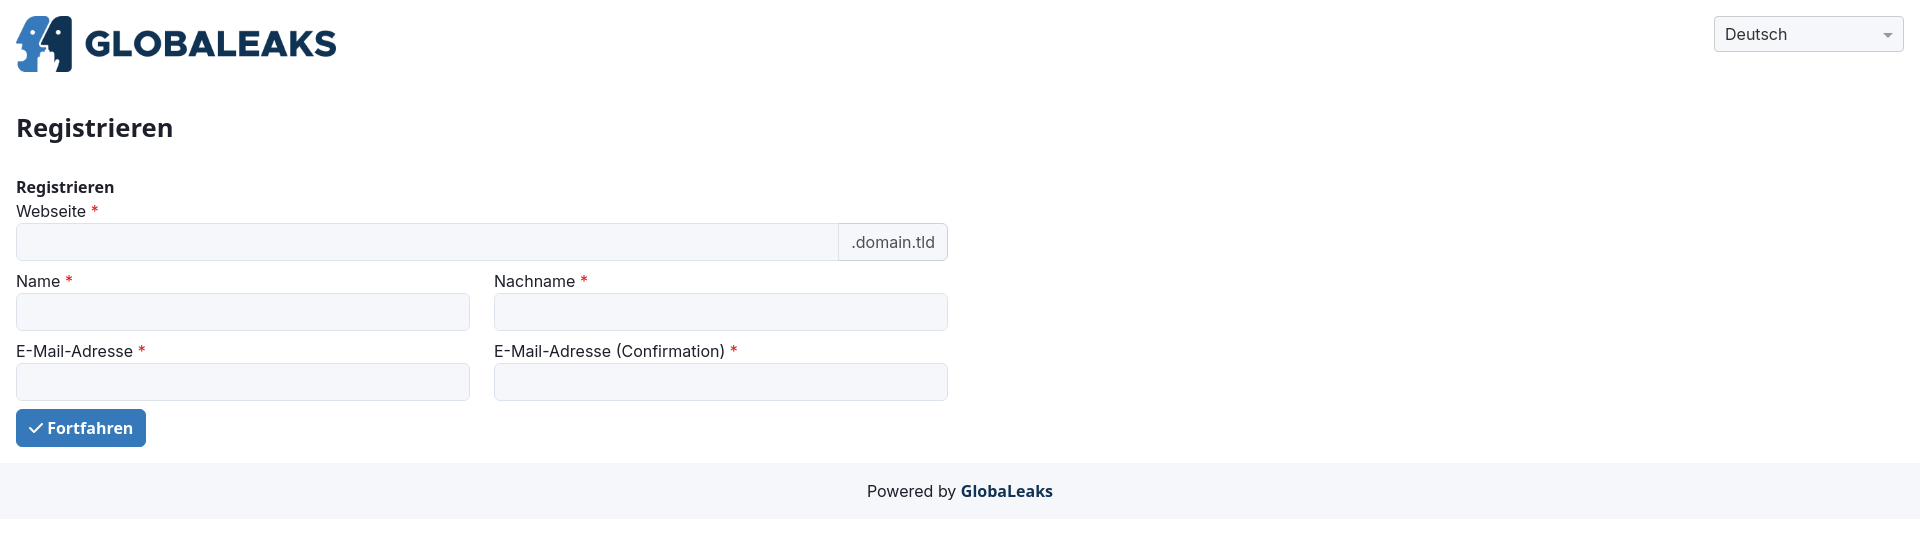 GLOBALEAKS
Deutsch
Registrieren
Registrieren
Webseite *
.domain.tld
Name *
Nachname *
E-Mail-Adresse *
E-Mail-Adresse (Confirmation) *
Fortfahren
Powered by GlobaLeaks